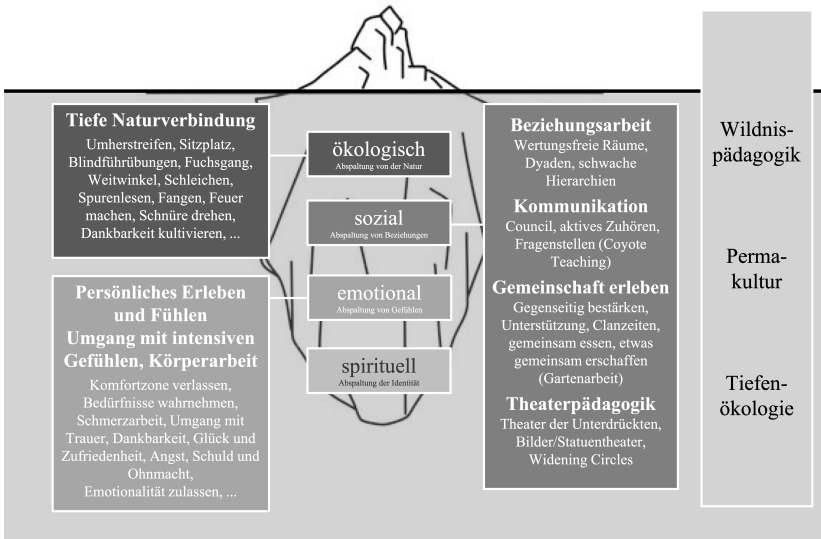 Tiefe Naturverbindung
Umherstreifen, Sitzplatz,
Blindführübungen, Fuchsgang,
Weitwinkel, Schleichen,
Spurenlesen, Fangen, Feuer
machen, Schnüre drehen,
Dankbarkeit kultivieren, ...
Persönliches Erleben
und Fühlen
Umgang mit intensiven
Gefühlen, Körperarbeit
Komfortzone verlassen,
Bedürfnisse wahrnehmen,
Schmerzarbeit, Umgang mit
Trauer, Dankbarkeit, Glück und
Zufriedenheit, Angst, Schuld und
Ohnmacht,
Emotionalität zulassen, ...
ökologisch
Abspaltung von der Natur
sozial
Abspaltung von Beziehungen
emotional
Abspaltung von Gefühlen
spirituell
Abspaltung der Identität
Beziehungsarbeit
Wertungsfreie Räume,
Dyaden, schwache
Hierarchien
Kommunikation
Council, aktives Zuhören,
Fragenstellen (Coyote
Teaching)
Gemeinschaft erleben
Gegenseitig bestärken,
Unterstützung, Clanzeiten,
gemeinsam essen, etwas
gemeinsam erschaffen
(Gartenarbeit)
Theaterpädagogik
Theater der Unterdrückten,
Bilder/Statuentheater,
Widening Circles
Wildnis-
pädagogik
Perma-
kultur
Tiefen-
ökologie